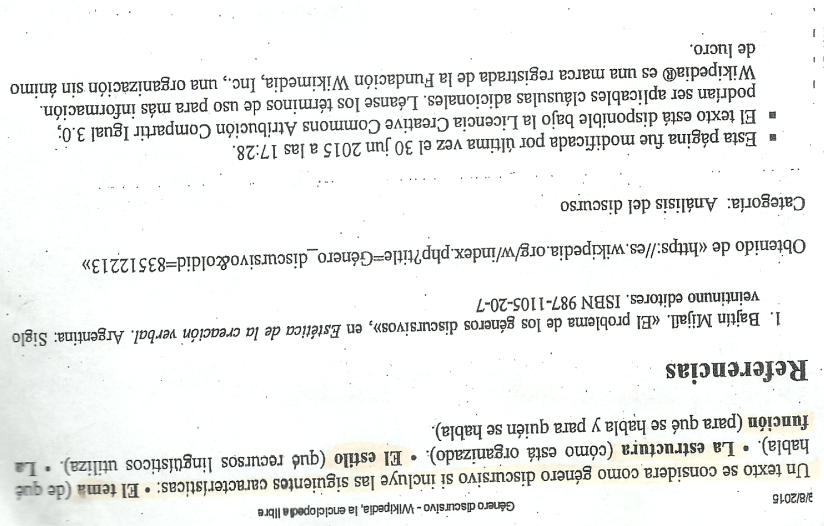 9/8/2015
Género discursivo - Wikipedia, la enciclopedia libre
Un texto se considera como género discursivo si incluye las siguientes características: • El tema (de qué
habla). • La estructura (cómo está organizado). • El estilo (qué recursos lingüísticos utiliza). • La
función (para qué se habla y para quién se habla).
Referencias
1. Bajtín Mijaíl. «El problema de los géneros discursivos», en Estética de la creación verbal. Argentina: Siglo
veintinuno editores. ISBN 987-1105-20-7
Obtenido de «https://es.wikipedia.org/w/index.php?title=Género_discursivo&oldid=83512213»
Categoría: Análisis del discurso
▪ Esta página fue modificada por última vez el 30 jun 2015 a las 17:28.
▪ El texto está disponible bajo la Licencia Creative Commons Atribución Compartir Igual 3.0;
podrían ser aplicables cláusulas adicionales. Léanse los términos de uso para más información.
Wikipedia® es una marca registrada de la Fundación Wikimedia, Inc., una organización sin ánimo
de lucro.